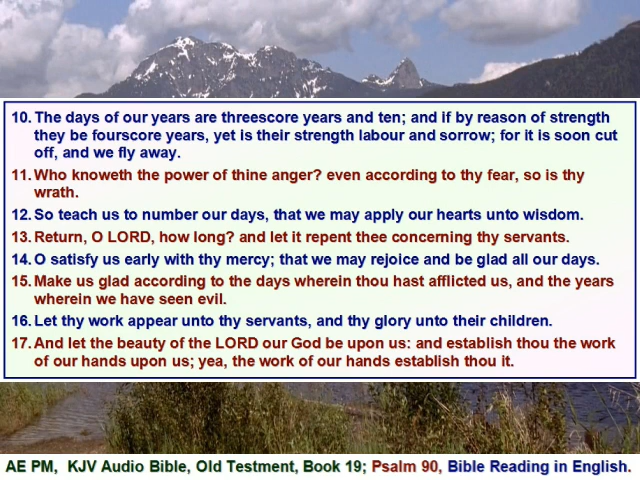 10. The days of our years are threescore years and ten; and if by reason of strength
they be fourscore years, yet is their strength labour and sorrow; for it is soon cut
off, and we fly away.
11. Who knoweth the power of thine anger? even according to thy fear, so is thy
wrath.
12. So teach us to number our days, that we may apply our hearts unto wisdom.
13. Return, O LORD, how long? and let it repent thee concerning thy servants.
14. O satisfy us early with thy mercy; that we may rejoice and be glad all our days.
15. Make us glad according to the days wherein thou hast afflicted us, and the years
wherein we have seen evil.
16. Let thy work appear unto thy servants, and thy glory unto their children.
17. And let the beauty of the LORD our God be upon us: and establish thou the work
of our hands upon us; yea, the work of our hands establish thou it.
AE PM, KJV Audio Bible, Old Testment, Book 19; Psalm 90, Bible Reading in English.